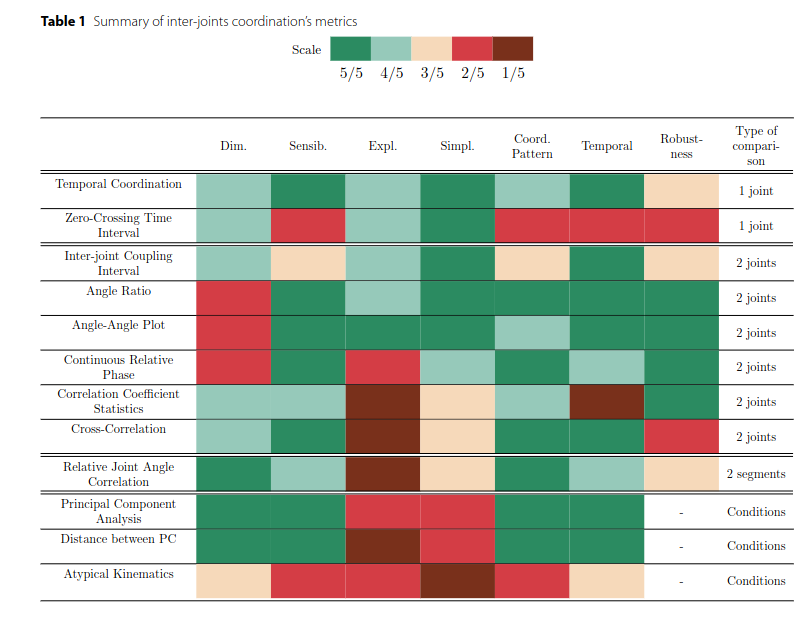 Table 1 Summary of inter-joints coordination's metrics
Scale
5/5 4/5 3/5 2/5 1/5
Dim. Sensib. Expl. Simpl. Coord. Pattern Temporal Robust-ness Type of compari-son
Temporal Coordination 1 joint
Zero-Crossing Time
Interval 1 joint
Inter-joint Coupling
Interval 2 joints
Angle Ratio 2 joints
Angle-Angle Plot 2 joints
Continuous Relative
Phase 2 joints
Correlation Coefficient
Statistics 2 joints
Cross-Correlation 2 joints
Relative Joint Angle
Correlation 2 segments
Principal Component
Analysis - Conditions
Distance between PC - Conditions
Atypical Kinematics - Conditions